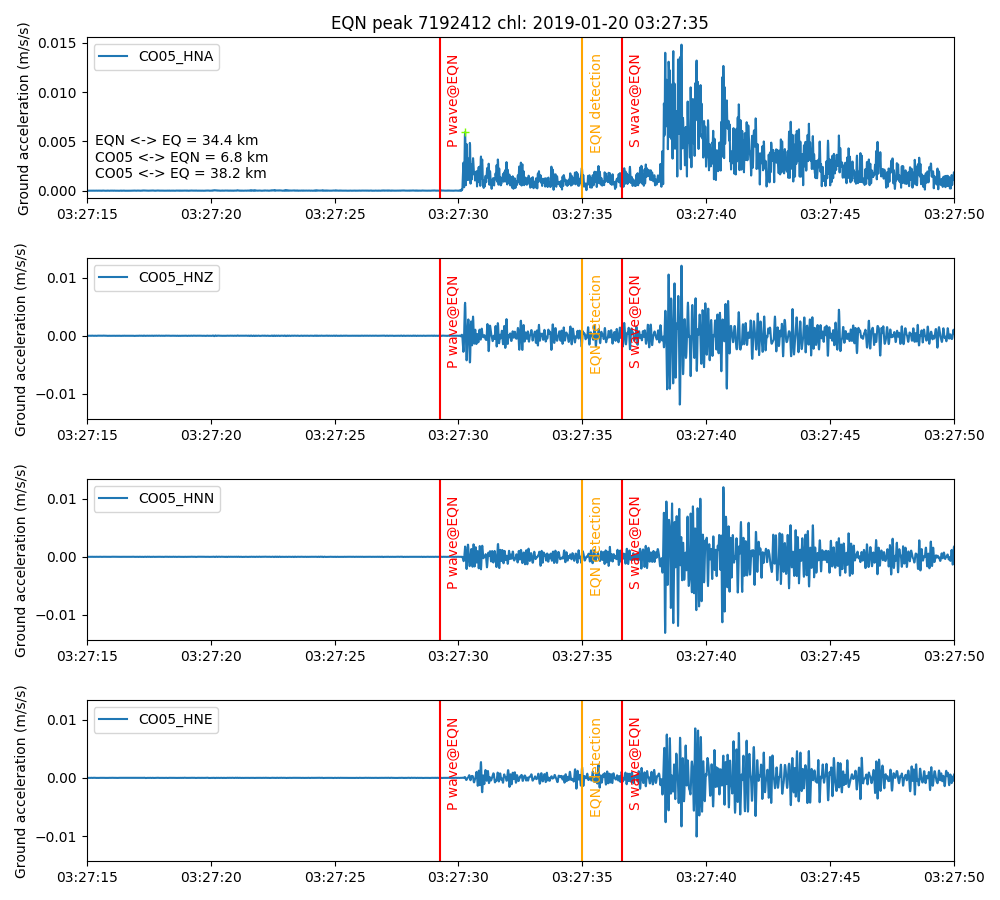 EQN peak 7192412 chl: 2019-01-20 03:27:35
Ground acceleration (m/s/s)
0.015
0.010
0.005
0.000
CO05_HNA
EQN <-> EQ = 34.4 km
CO05 <-> EQN = 6.8 km
CO05 <-> EQ = 38.2 km
P wave@EQN
EQN detection
S wave@EQN
03:27:15 03:27:20 03:27:25 03:27:30 03:27:35 03:27:40 03:27:45 03:27:50
Ground acceleration (m/s/s)
0.01
0.00
−0.01
CO05_HNZ
P wave@EQN
EQN detection
S wave@EQN
03:27:15 03:27:20 03:27:25 03:27:30 03:27:35 03:27:40 03:27:45 03:27:50
Ground acceleration (m/s/s)
0.01
0.00
−0.01
CO05_HNN
P wave@EQN
EQN detection
S wave@EQN
03:27:15 03:27:20 03:27:25 03:27:30 03:27:35 03:27:40 03:27:45 03:27:50
Ground acceleration (m/s/s)
0.01
0.00
−0.01
CO05_HNE
P wave@EQN
EQN detection
S wave@EQN
03:27:15 03:27:20 03:27:25 03:27:30 03:27:35 03:27:40 03:27:45 03:27:50